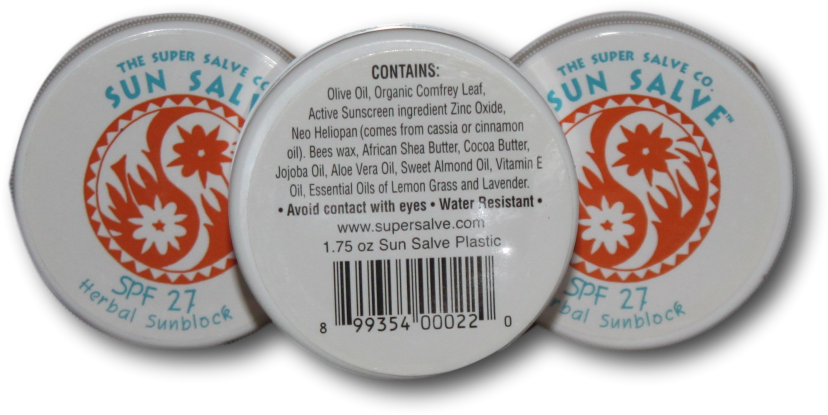 THE SUPER SALVE CO.
SUN SALV
SPF 27
Herbal Sunblock
CONTAINS:
Olive Oil, Organic Comfrey Leaf,
Active Sunscreen ingredient Zinc Oxide,
Neo Heliopan (comes from cassia or cinnamon
oil). Bees wax, African Shea Butter, Cocoa Butter,
Jojoba Oil, Aloe Vera Oil, Sweet Almond Oil, Vitamin E
Oil, Essential Oils of Lemon Grass and Lavender.
• Avoid contact with eyes • Water Resistant •
www.supersalve.com
1.75 oz Sun Salve Plastic
8 99354 00022 0
THE SUPER SALVE CO.
SUN SALVE™
SPF 27
bal Sunblock